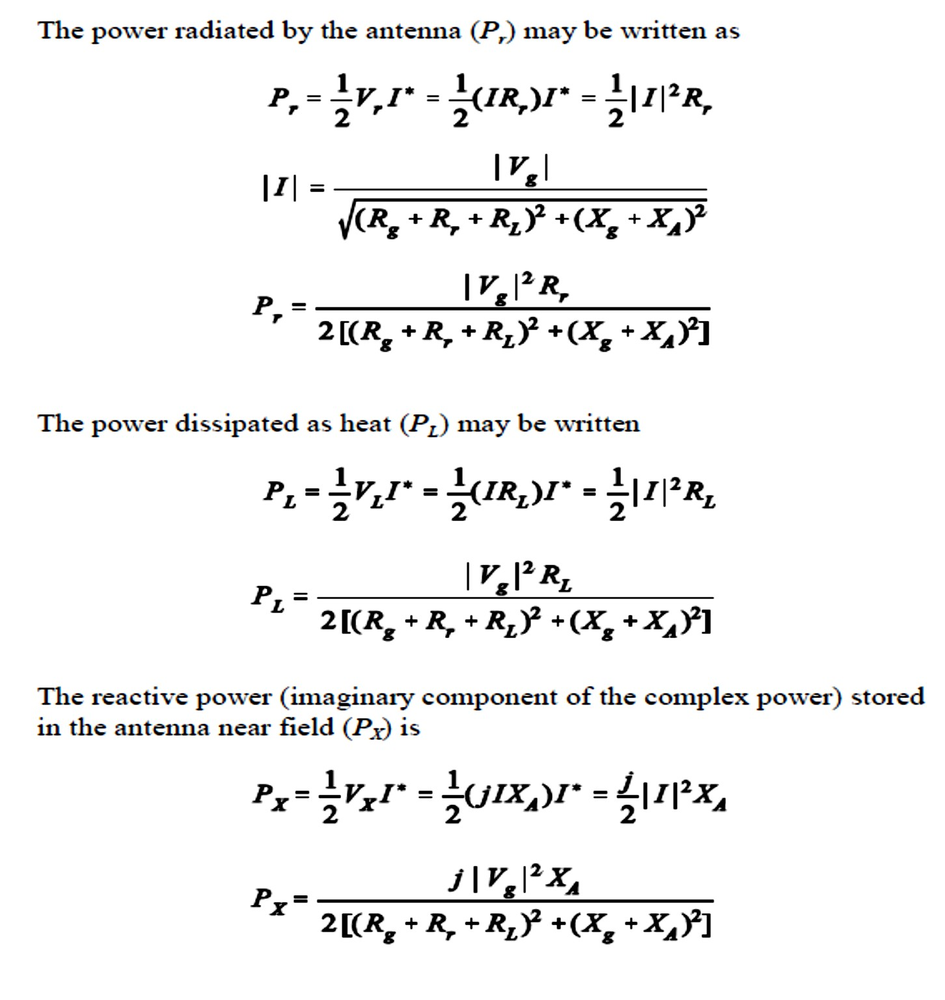 The power radiated by the antenna (P_r) may be written as
P_r = \frac{1}{2}V_r I^* = \frac{1}{2}(IR_r)I^* = \frac{1}{2}|I|^2 R_r
|I| = \frac{|V_g|}{\sqrt{(R_g + R_r + R_L)^2 + (X_g + X_A)^2}}
P_r = \frac{|V_g|^2 R_r}{2[(R_g + R_r + R_L)^2 + (X_g + X_A)^2]}
The power dissipated as heat (P_L) may be written
P_L = \frac{1}{2}V_L I^* = \frac{1}{2}(IR_L)I^* = \frac{1}{2}|I|^2 R_L
P_L = \frac{|V_g|^2 R_L}{2[(R_g + R_r + R_L)^2 + (X_g + X_A)^2]}
The reactive power (imaginary component of the complex power) stored
in the antenna near field (P_X) is
P_X = \frac{1}{2}V_X I^* = \frac{1}{2}(jIX_A)I^* = \frac{j}{2}|I|^2 X_A
P_X = \frac{j|V_g|^2 X_A}{2[(R_g + R_r + R_L)^2 + (X_g + X_A)^2]}